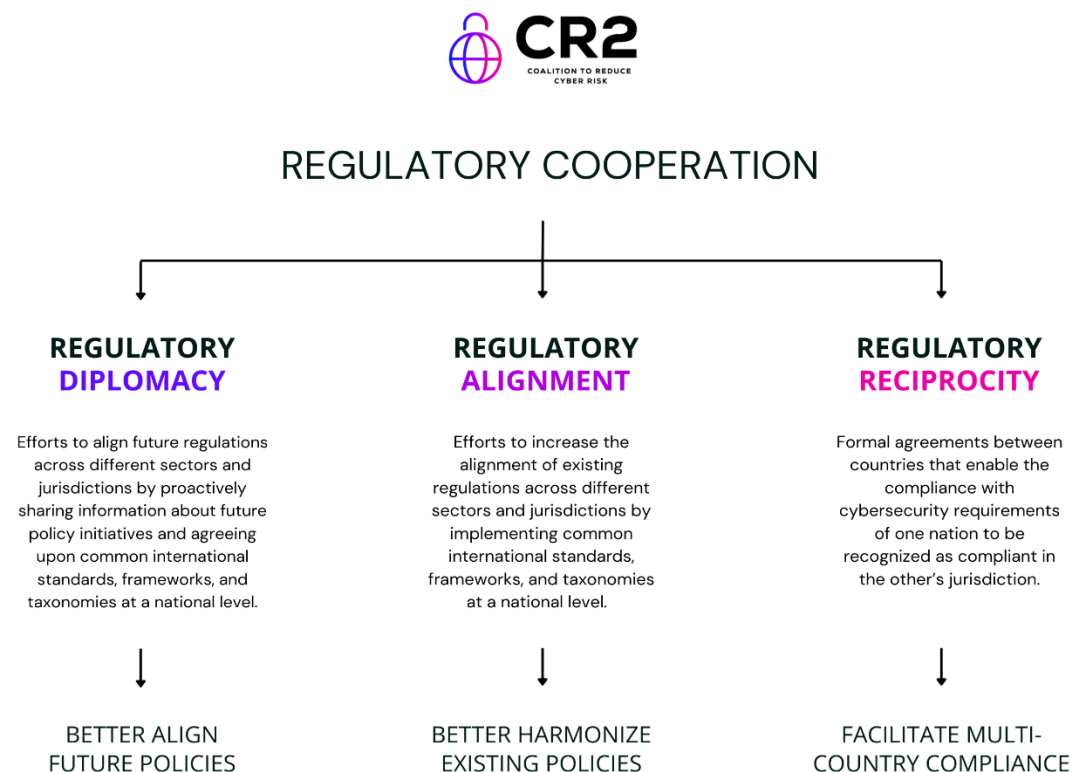 CR2
COALITION TO REDUCE
CYBER RISK
REGULATORY COOPERATION
REGULATORY
DIPLOMACY
Efforts to align future regulations
across different sectors and
jurisdictions by proactively
sharing information about future
policy initiatives and agreeing
upon common international
standards, frameworks, and
taxonomies at a national level.
BETTER ALIGN
FUTURE POLICIES
REGULATORY
ALIGNMENT
Efforts to increase the
alignment of existing
regulations across different
sectors and jurisdictions by
implementing common
international standards,
frameworks, and taxonomies
at a national level.
BETTER HARMONIZE
EXISTING POLICIES
REGULATORY
RECIPROCITY
Formal agreements between
countries that enable the
compliance with
cybersecurity requirements
of one nation to be
recognized as compliant in
the other’s jurisdiction.
FACILITATE MULTI-
COUNTRY COMPLIANCE